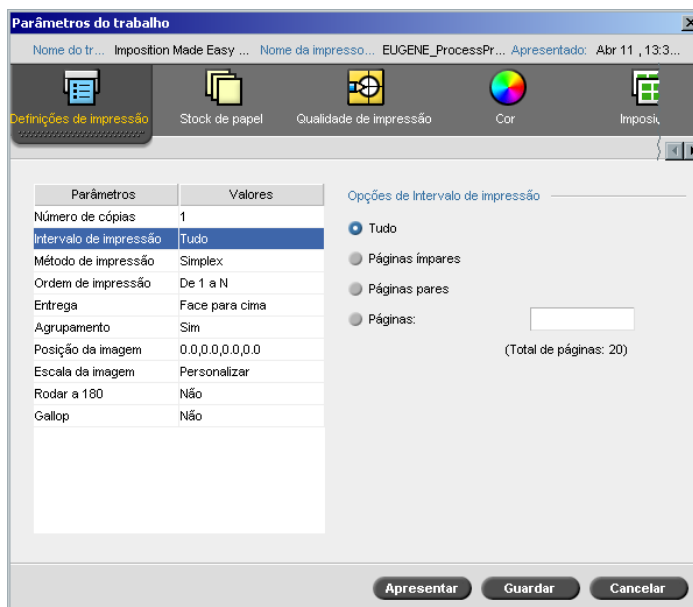 Parâmetros do trabalho
Nome do tr... Imposition Made Easy ... Nome da impresso... EUGENE_ProcessPr... Apresentado: Abr 11 , 13:3...
Definições de impressão Stock de papel Qualidade de impressão Cor Imposi
Parâmetros Valores
Número de cópias 1
Intervalo de impressão Tudo
Método de impressão Simplex
Ordem de impressão De 1 a N
Entrega Face para cima
Agrupamento Sim
Posição da imagem 0.0,0.0,0.0,0.0
Escala da imagem Personalizar
Rodar a 180 Não
Gallop Não
Opções de Intervalo de impressão
Tudo
Páginas ímpares
Páginas pares
Páginas:
(Total de páginas: 20)
Apresentar Guardar Cancelar